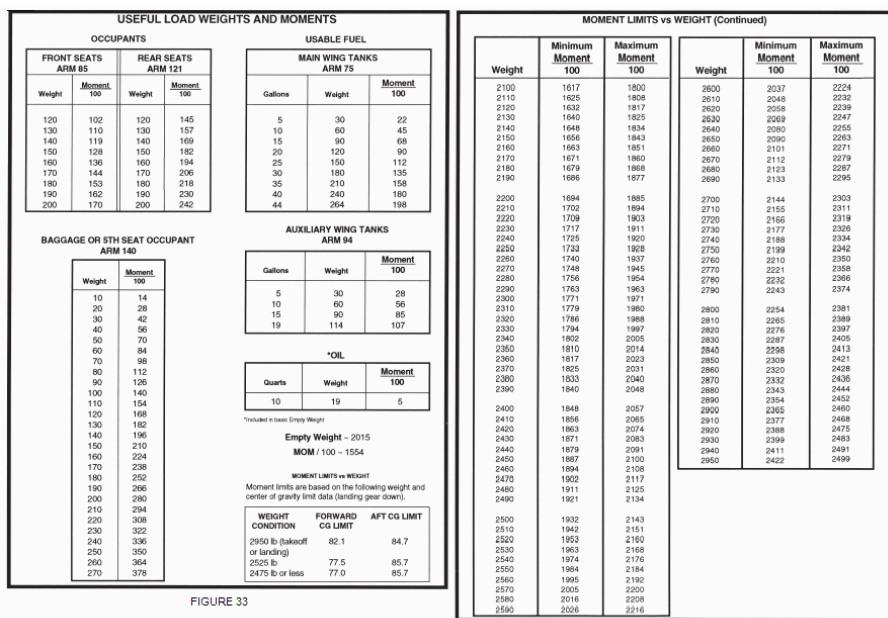 USEFUL LOAD WEIGHTS AND MOMENTS
OCCUPANTS
FRONT SEATS REAR SEATS
ARM 85 ARM 121
Weight Moment 100 Weight Moment 100
120 102 120 145
130 110 130 157
140 119 140 169
150 128 150 182
160 136 160 194
170 144 170 206
180 153 180 218
190 162 190 230
200 170 200 242
BAGGAGE OR 5TH SEAT OCCUPANT
ARM 140
Weight Moment 100
10 14
20 28
30 42
40 56
50 70
60 84
70 98
80 112
90 126
100 140
110 154
120 168
130 182
140 196
150 210
160 224
170 238
180 252
190 266
200 280
210 294
220 308
230 322
240 336
250 350
260 364
270 378
USABLE FUEL
MAIN WING TANKS
ARM 75
Gallons Weight Moment 100
5 30 22
10 60 45
15 90 68
20 120 90
25 150 112
30 180 135
35 210 158
40 240 180
44 264 198
AUXILIARY WING TANKS
ARM 94
Gallons Weight Moment 100
5 30 28
10 60 56
15 90 85
19 114 107
*OIL
Quarts Weight Moment 100
10 19 5
*Included in basic Empty Weight
Empty Weight ~ 2015
MOM / 100 ~ 1554
MOMENT LIMITS vs WEIGHT
Moment limits are based on the following weight and
center of gravity limit data (landing gear down).
WEIGHT FORWARD AFT CG LIMIT
CONDITION CG LIMIT
2950 lb (takeoff 82.1 84.7
or landing)
2525 lb 77.5 85.7
2475 lb or less 77.0 85.7
FIGURE 33
MOMENT LIMITS vs WEIGHT (Continued)
Weight Minimum Moment 100 Maximum Moment 100
2100 1617 1800
2110 1625 1808
2120 1632 1817
2130 1640 1825
2140 1648 1834
2150 1656 1843
2160 1663 1851
2170 1671 1860
2180 1679 1868
2190 1686 1877
2200 1694 1885
2210 1702 1894
2220 1709 1903
2230 1717 1911
2240 1725 1920
2250 1733 1928
2260 1740 1937
2270 1748 1945
2280 1756 1954
2290 1763 1963
2300 1771 1971
2310 1779 1980
2320 1786 1988
2330 1794 1997
2340 1802 2005
2350 1810 2014
2360 1817 2023
2370 1825 2031
2380 1833 2040
2390 1840 2048
2400 1848 2057
2410 1856 2065
2420 1863 2074
2430 1871 2083
2440 1879 2091
2450 1887 2100
2460 1894 2108
2470 1902 2117
2480 1911 2125
2490 1921 2134
2500 1932 2143
2510 1942 2151
2520 1953 2160
2530 1963 2168
2540 1974 2176
2550 1984 2184
2560 1995 2192
2570 2005 2200
2580 2016 2208
2590 2026 2216
Weight Minimum Moment 100 Maximum Moment 100
2600 2037 2224
2610 2048 2232
2620 2058 2239
2630 2069 2247
2640 2080 2255
2650 2090 2263
2660 2101 2271
2670 2112 2279
2680 2123 2287
2690 2133 2295
2700 2144 2303
2710 2155 2311
2720 2166 2319
2730 2177 2326
2740 2188 2334
2750 2199 2342
2760 2210 2350
2770 2221 2358
2780 2232 2366
2790 2243 2374
2800 2254 2381
2810 2265 2389
2820 2276 2397
2830 2287 2405
2840 2298 2413
2850 2309 2421
2860 2320 2428
2870 2332 2436
2880 2343 2444
2890 2354 2452
2900 2365 2460
2910 2377 2468
2920 2388 2475
2930 2399 2483
2940 2411 2491
2950 2422 2499